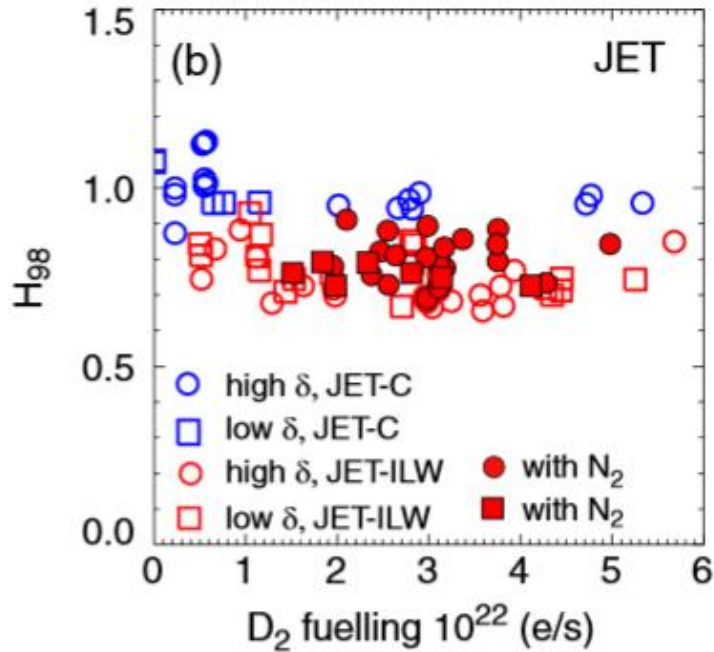 1.5
(b) JET
1.0
H98
0.5
high δ, JET-C
low δ, JET-C
high δ, JET-ILW with N2
low δ, JET-ILW with N2
0.0
0 1 2 3 4 5 6
D2 fuelling 10^22 (e/s)